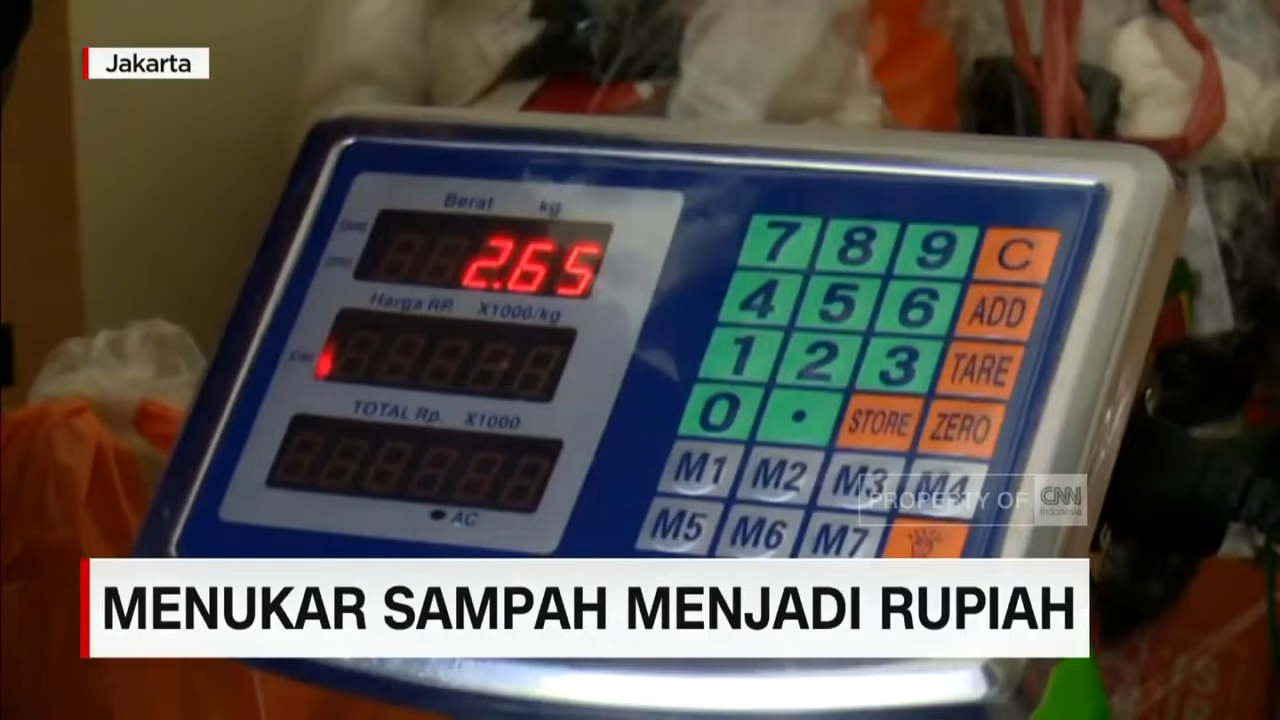 Jakarta
Berat kg
2.65
Harga RP. X1000/kg
TOTAL Rp. X1000
AC
7 8 9 C
4 5 6 ADD
1 2 3 TARE
0 . STORE ZERO
M1 M2 M3 M4
M5 M6 M7
PROPERTY OF CNN Indonesia
MENUKAR SAMPAH MENJADI RUPIAH